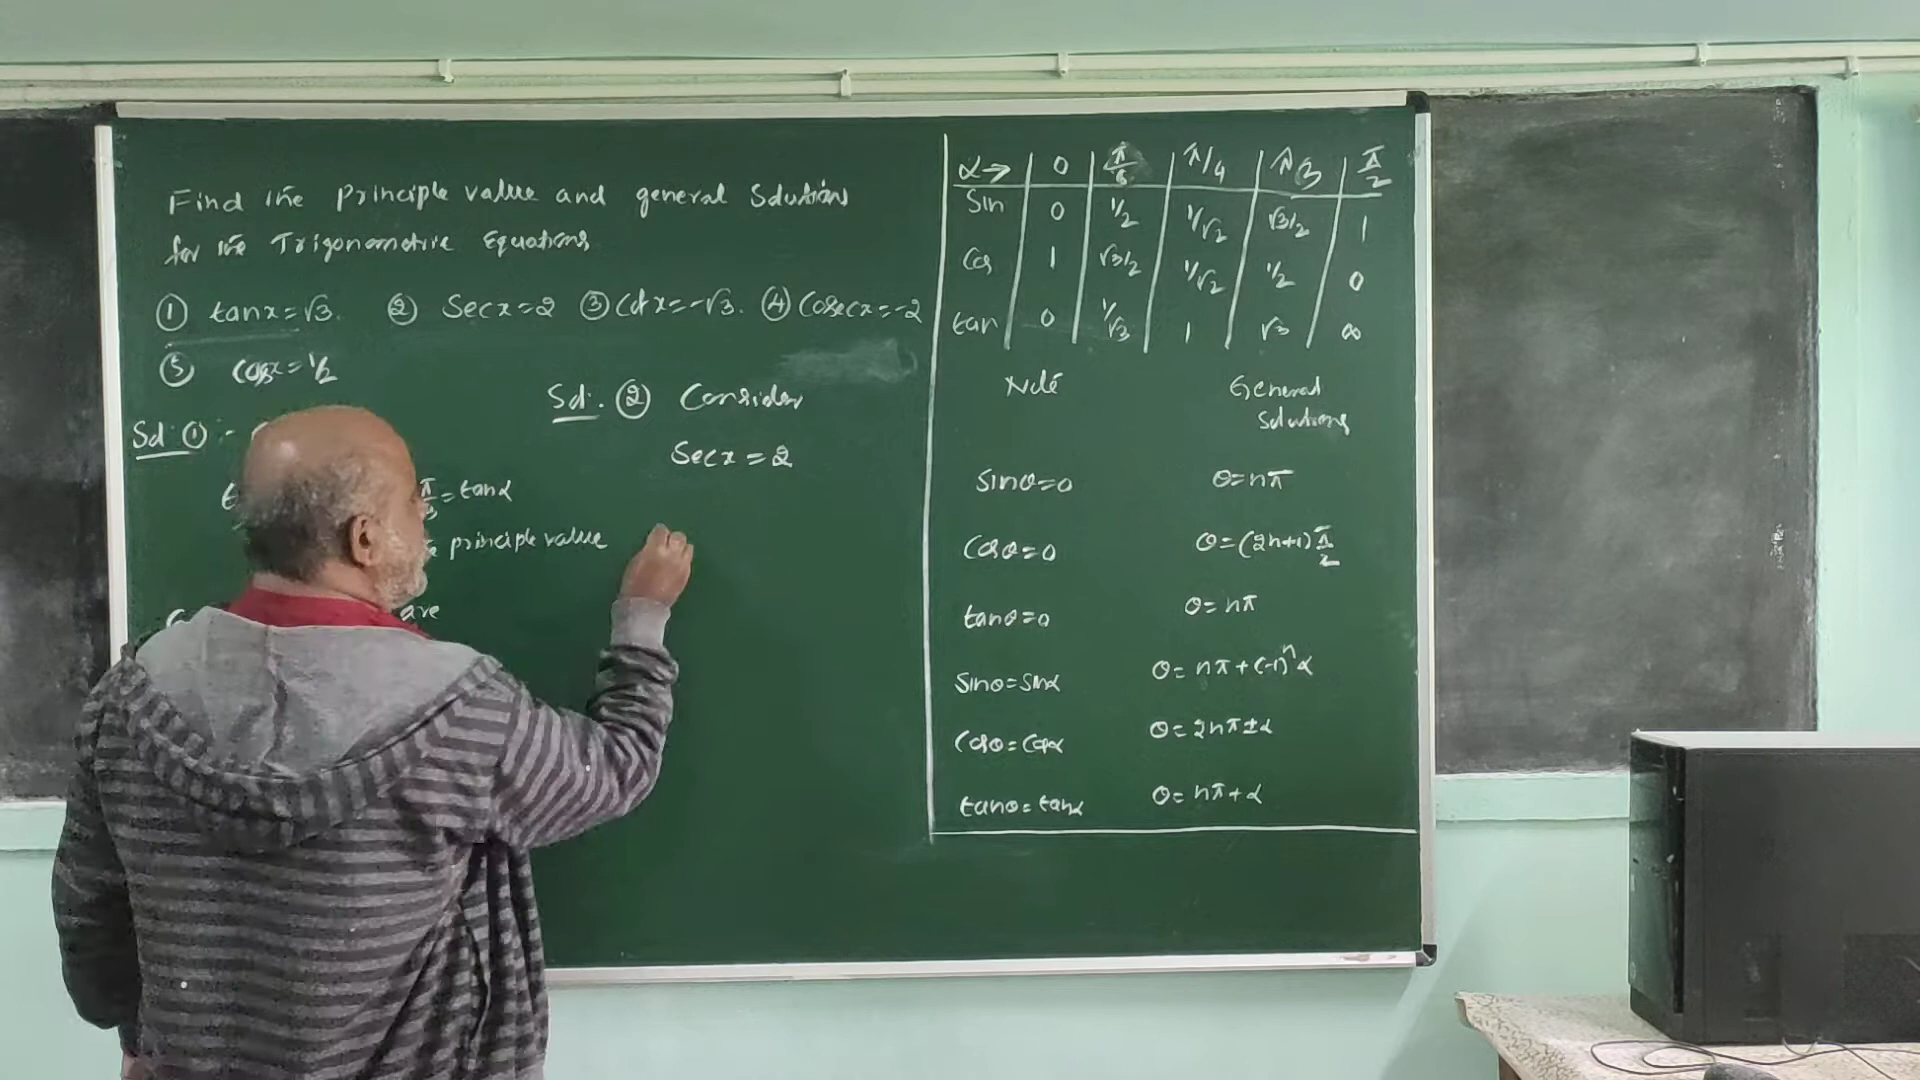 Find the Principle value and general Solutions
for the Trigonometric Equations
① tanx=√3. ② Secx=2 ③ Cotx=-√3. ④ Cosecx=-2
⑤ Cosx=1/2
Sol: ① :-
π/3 = tanα
principle value
are
Sol: ② Consider
Secx = 2
α→ 0 π/6 π/4 π/3 π/2
Sin 0 1/2 1/√2 √3/2 1
Cos 1 √3/2 1/√2 1/2 0
tan 0 1/√3 1 √3 ∞
Note General
Solutions
Sinθ=0 θ=nπ
Cosθ=0 θ=(2n+1)π/2
tanθ=0 θ=nπ
Sinθ=Sinα θ=nπ+(-1)ⁿα
Cosθ=Cosα θ=2nπ±α
tanθ=tanα θ=nπ+α